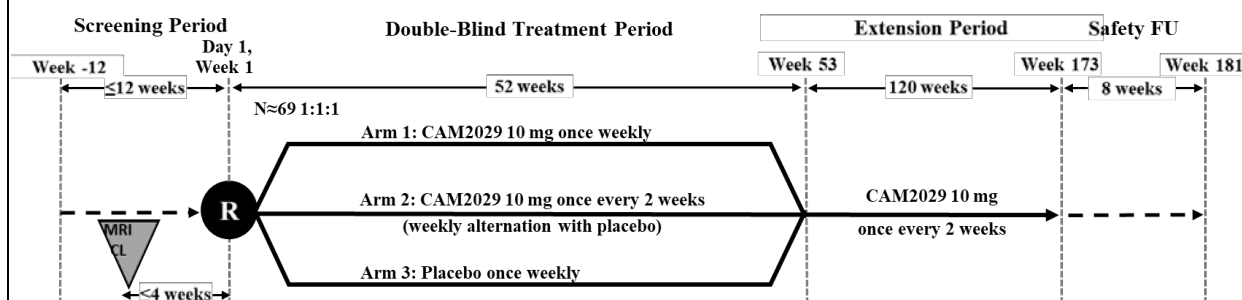 Screening Period
Double-Blind Treatment Period
Extension Period
Safety FU
Day 1,
Week 1
Week -12
Week 53
Week 173
Week 181
≤12 weeks
52 weeks
120 weeks
8 weeks
N≈69 1:1:1
Arm 1: CAM2029 10 mg once weekly
R
Arm 2: CAM2029 10 mg once every 2 weeks
(weekly alternation with placebo)
CAM2029 10 mg
once every 2 weeks
MRI
CL
Arm 3: Placebo once weekly
≤4 weeks